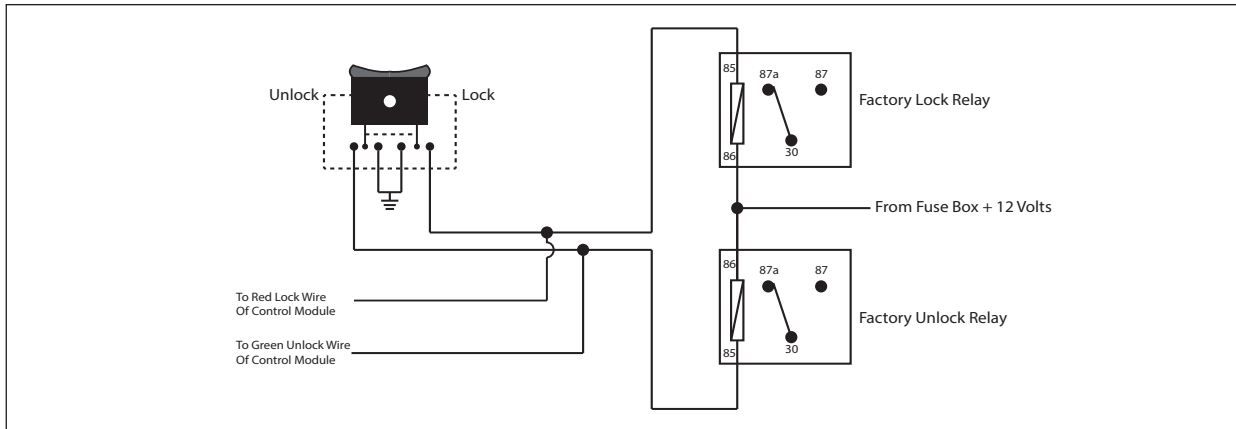 Unlock
Lock
85
87a
87
86
30
Factory Lock Relay
From Fuse Box + 12 Volts
86
87a
87
85
30
Factory Unlock Relay
To Red Lock Wire
Of Control Module
To Green Unlock Wire
Of Control Module